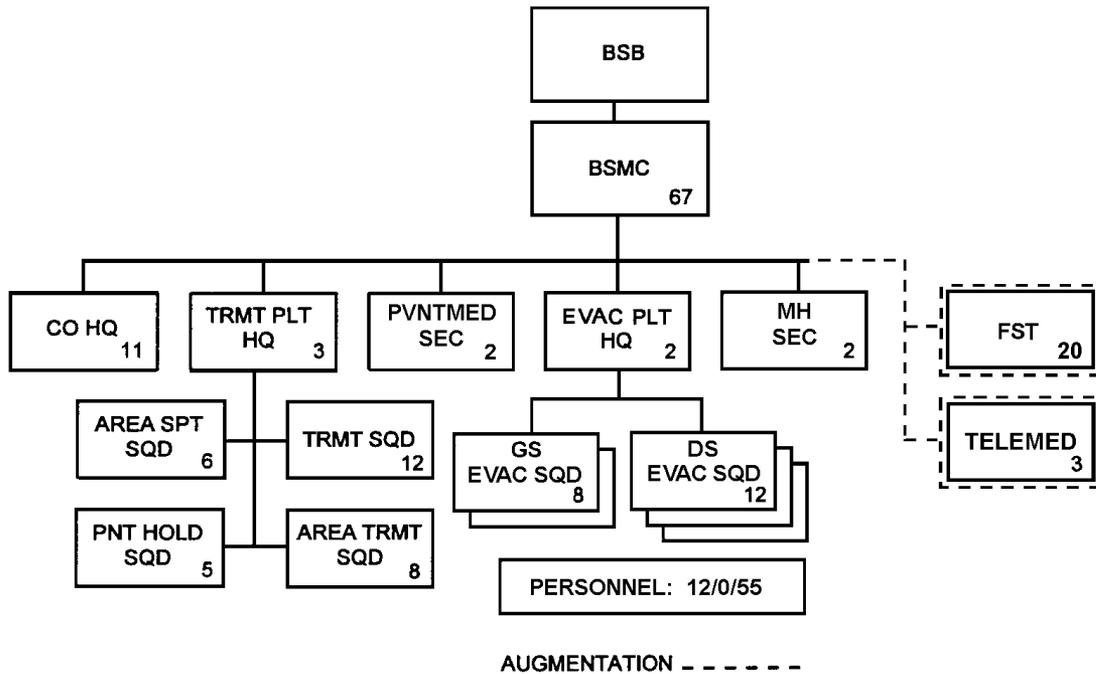 BSB
BSMC
67
CO HQ
11
TRMT PLT
HQ
3
PVNTMED
SEC
2
EVAC PLT
HQ
2
MH
SEC
2
FST
20
TELEMED
3
AREA SPT
SQD
6
TRMT SQD
12
GS
EVAC SQD
8
DS
EVAC SQD
12
PNT HOLD
SQD
5
AREA TRMT
SQD
8
PERSONNEL: 12/0/55
AUGMENTATION